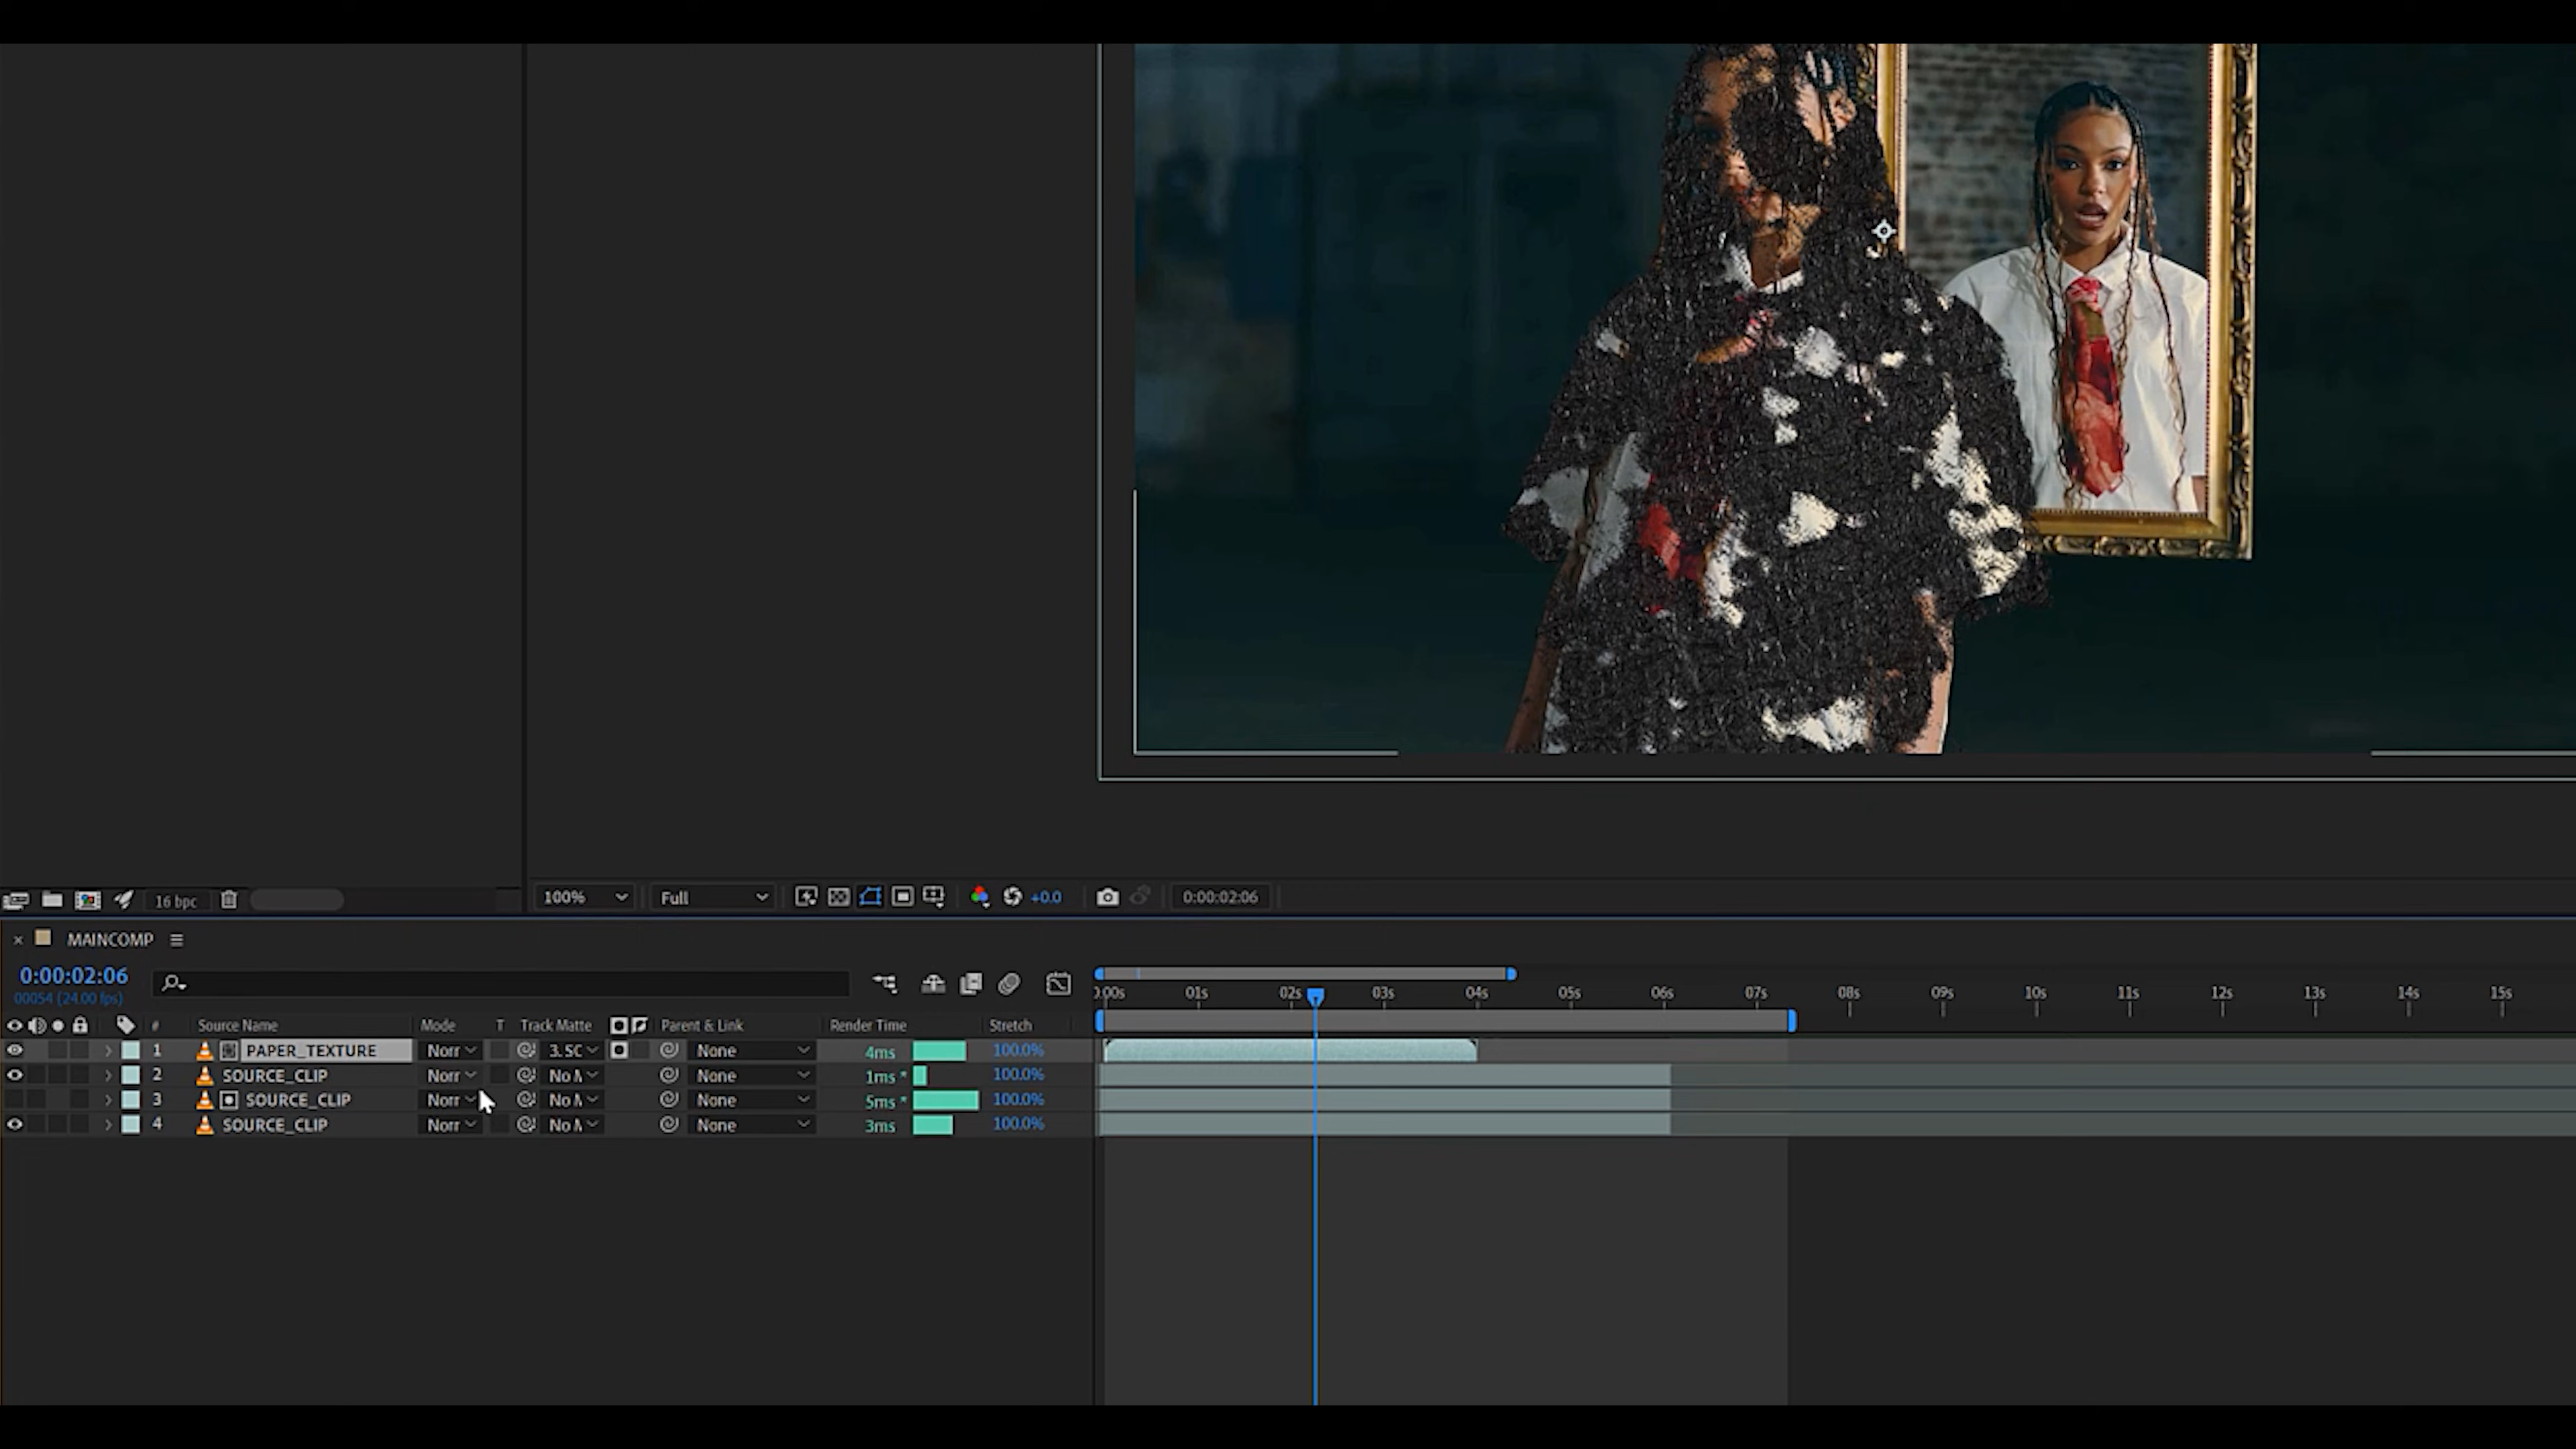 16 bpc
100% Full +0.0 0:00:02:06
× MAINCOMP
0:00:02:06
00054 (24.00 fps)
0:00s 01s 02s 03s 04s 05s 06s 07s 08s 09s 10s 11s 12s 13s 14s 15s
# Source Name Mode T Track Matte Parent & Link Render Time Stretch
1 PAPER_TEXTURE Norr 3. SC None 4ms 100.0%
2 SOURCE_CLIP Norr No M None 1ms * 100.0%
3 SOURCE_CLIP Norr No M None 5ms * 100.0%
4 SOURCE_CLIP Norr No M None 3ms 100.0%